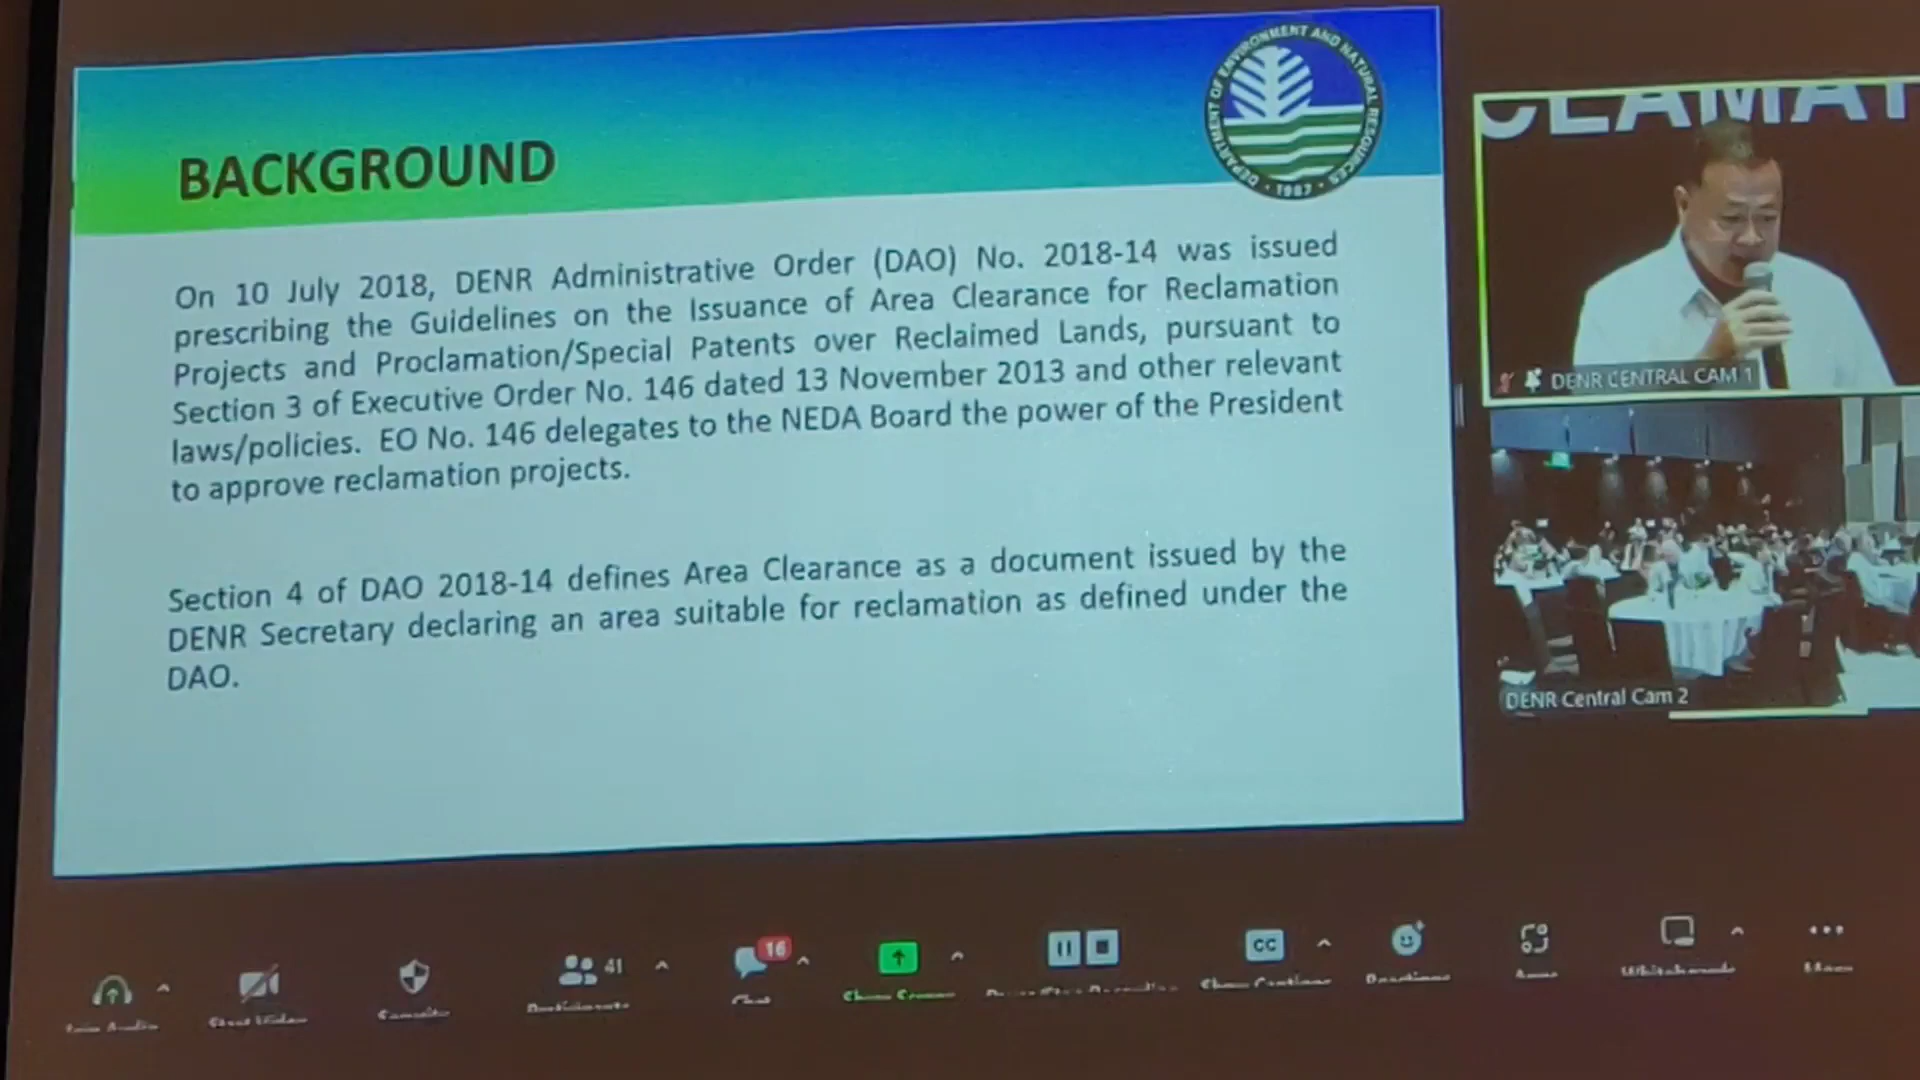 BACKGROUND
DEPARTMENT OF ENVIRONMENT AND NATURAL RESOURCES
1987
On 10 July 2018, DENR Administrative Order (DAO) No. 2018-14 was issued
prescribing the Guidelines on the Issuance of Area Clearance for Reclamation
Projects and Proclamation/Special Patents over Reclaimed Lands, pursuant to
Section 3 of Executive Order No. 146 dated 13 November 2013 and other relevant
laws/policies. EO No. 146 delegates to the NEDA Board the power of the President
to approve reclamation projects.
Section 4 of DAO 2018-14 defines Area Clearance as a document issued by the
DENR Secretary declaring an area suitable for reclamation as defined under the
DAO.
CLAMAT
DENR CENTRAL CAM 1
DENR Central Cam 2
41
16
CC